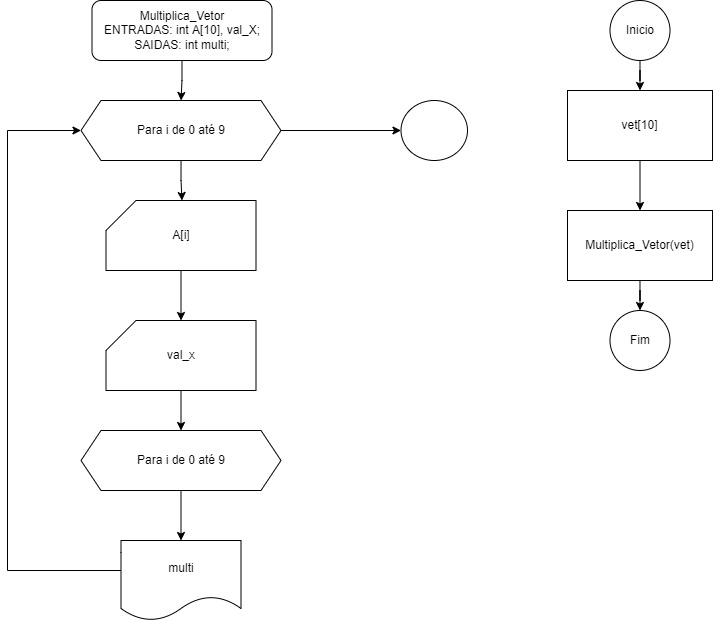 Multiplica_Vetor
ENTRADAS: int A[10], val_X;
SAIDAS: int multi;
Para i de 0 até 9
A[i]
val_x
Para i de 0 até 9
multi
Inicio
vet[10]
Multiplica_Vetor(vet)
Fim